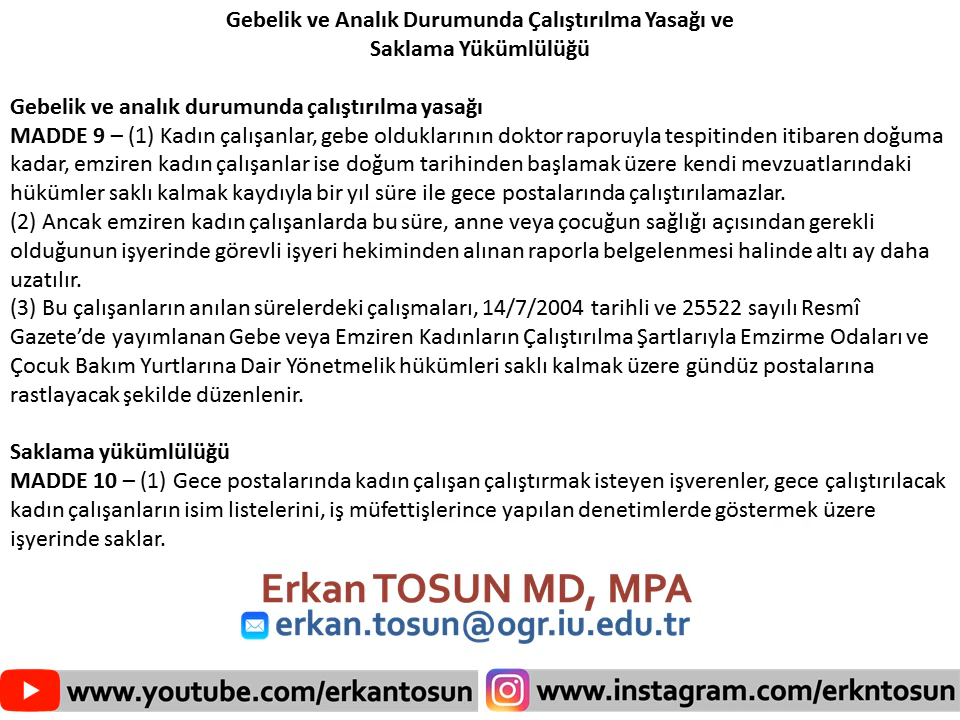 Gebelik ve Analık Durumunda Çalıştırılma Yasağı ve
Saklama Yükümlülüğü
Gebelik ve analık durumunda çalıştırılma yasağı
MADDE 9 – (1) Kadın çalışanlar, gebe olduklarının doktor raporuyla tespitinden itibaren doğuma
kadar, emziren kadın çalışanlar ise doğum tarihinden başlamak üzere kendi mevzuatlarındaki
hükümler saklı kalmak kaydıyla bir yıl süre ile gece postalarında çalıştırılamazlar.
(2) Ancak emziren kadın çalışanlarda bu süre, anne veya çocuğun sağlığı açısından gerekli
olduğunun işyerinde görevli işyeri hekiminden alınan raporla belgelenmesi halinde altı ay daha
uzatılır.
(3) Bu çalışanların anılan sürelerdeki çalışmaları, 14/7/2004 tarihli ve 25522 sayılı Resmî
Gazete’de yayımlanan Gebe veya Emziren Kadınların Çalıştırılma Şartlarıyla Emzirme Odaları ve
Çocuk Bakım Yurtlarına Dair Yönetmelik hükümleri saklı kalmak üzere gündüz postalarına
rastlayacak şekilde düzenlenir.
Saklama yükümlülüğü
MADDE 10 – (1) Gece postalarında kadın çalışan çalıştırmak isteyen işverenler, gece çalıştırılacak
kadın çalışanların isim listelerini, iş müfettişlerince yapılan denetimlerde göstermek üzere
işyerinde saklar.
Erkan TOSUN MD, MPA
erkan.tosun@ogr.iu.edu.tr
www.youtube.com/erkantosun www.instagram.com/erkntosun